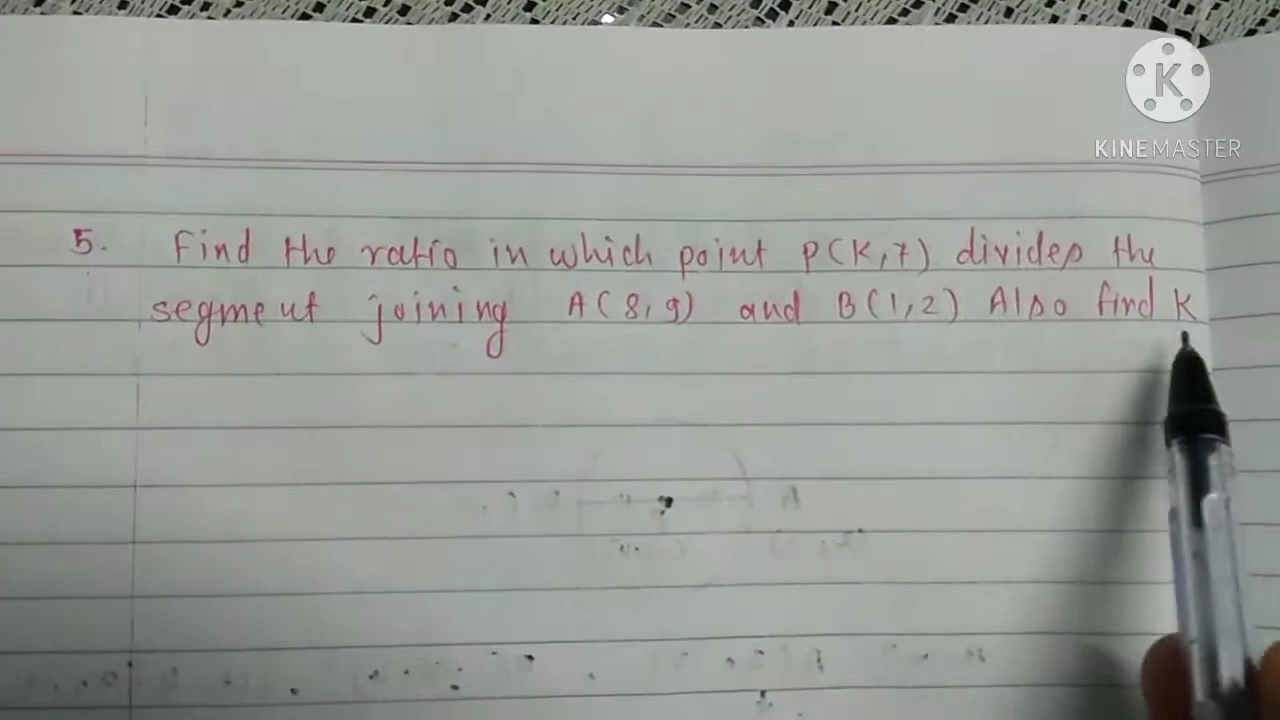 K
KINEMASTER
5. Find the ratio in which point P(K,7) divides the
segment joining A(8,9) and B(1,2) Also find K